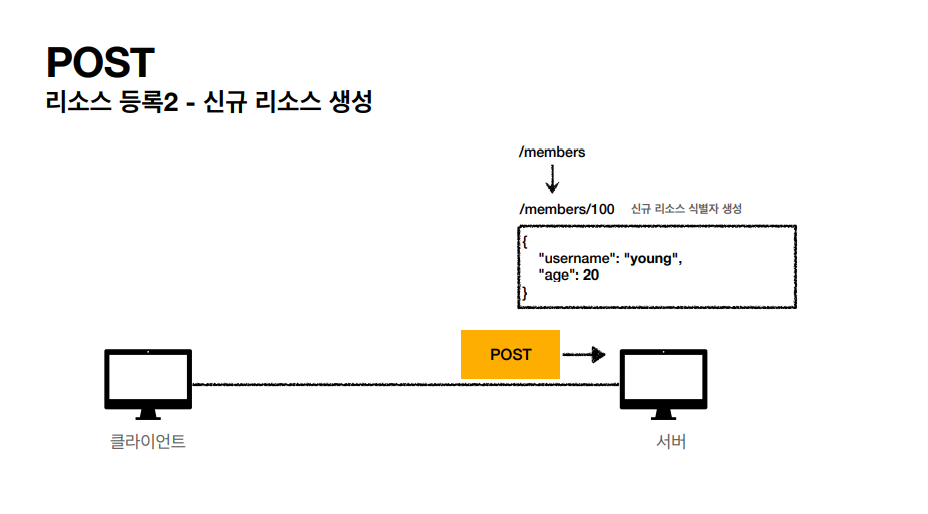 POST
리소스 등록2 - 신규 리소스 생성
/members
/members/100 신규 리소스 식별자 생성
{
"username": "young",
"age": 20
}
POST
클라이언트
서버